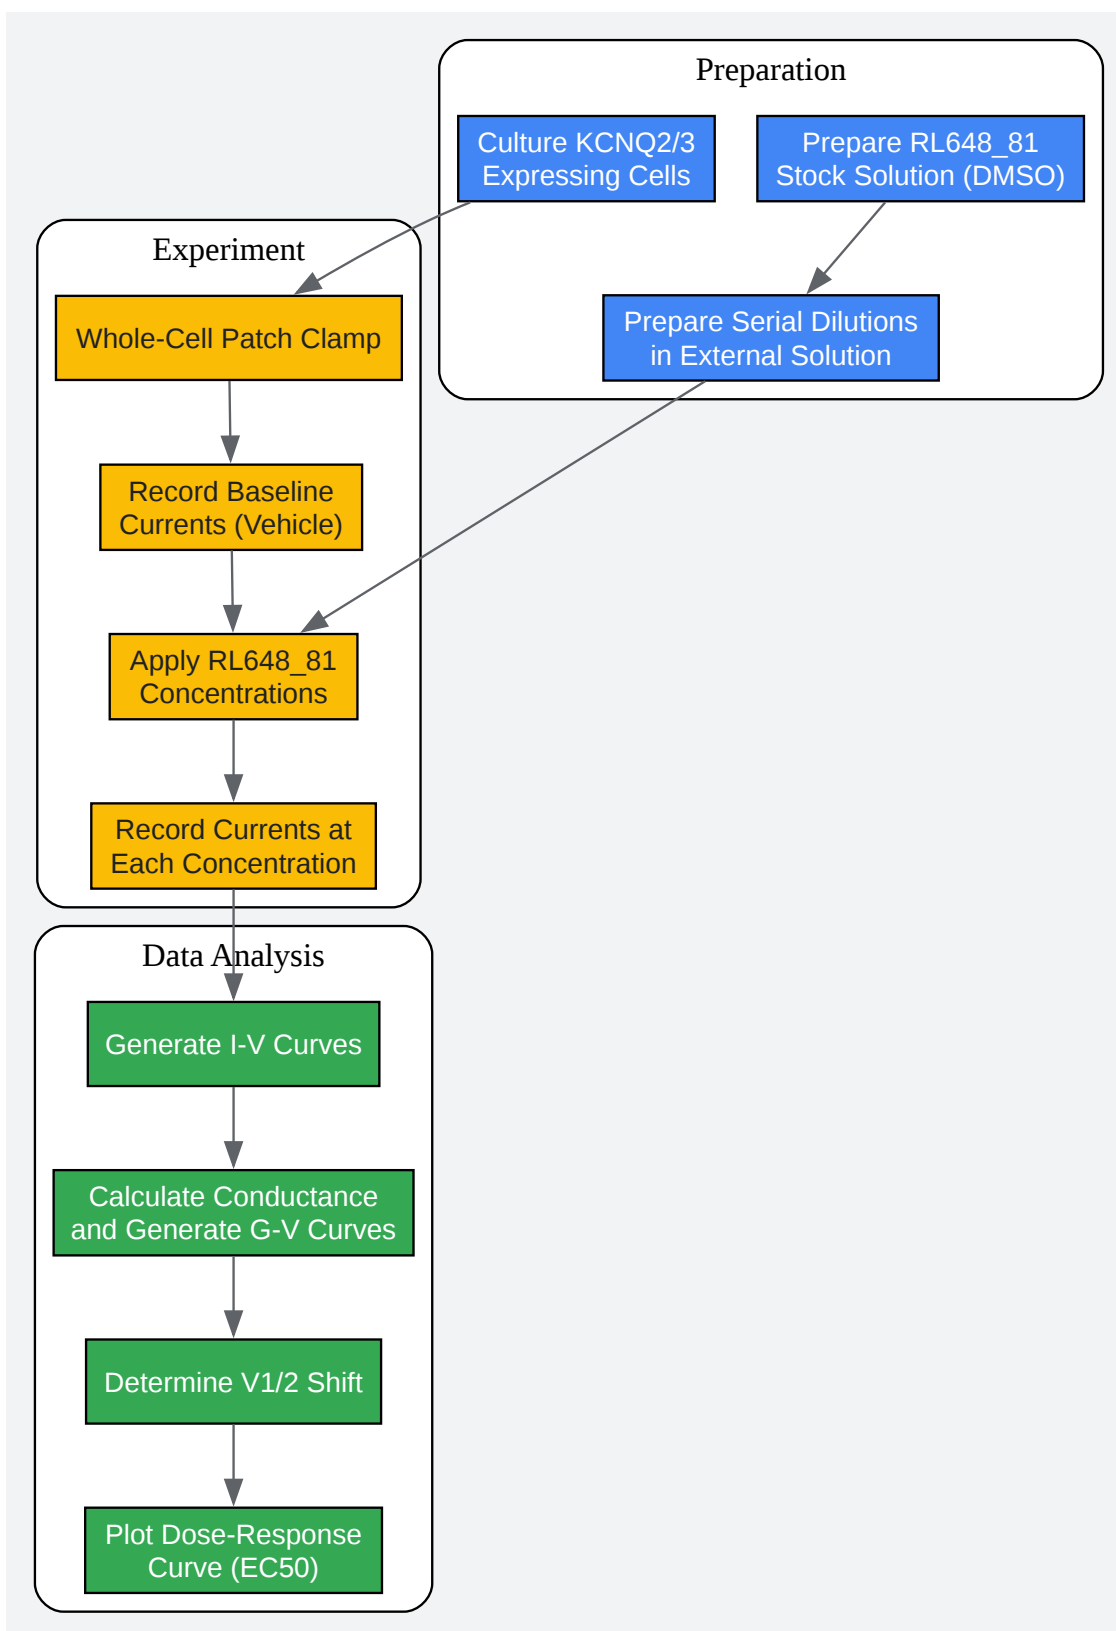 Preparation
Culture KCNQ2/3
Expressing Cells
Prepare RL648_81
Stock Solution (DMSO)
Prepare Serial Dilutions
in External Solution
Experiment
Whole-Cell Patch Clamp
Record Baseline
Currents (Vehicle)
Apply RL648_81
Concentrations
Record Currents at
Each Concentration
Data Analysis
Generate I-V Curves
Calculate Conductance
and Generate G-V Curves
Determine V1/2 Shift
Plot Dose-Response
Curve (EC50)